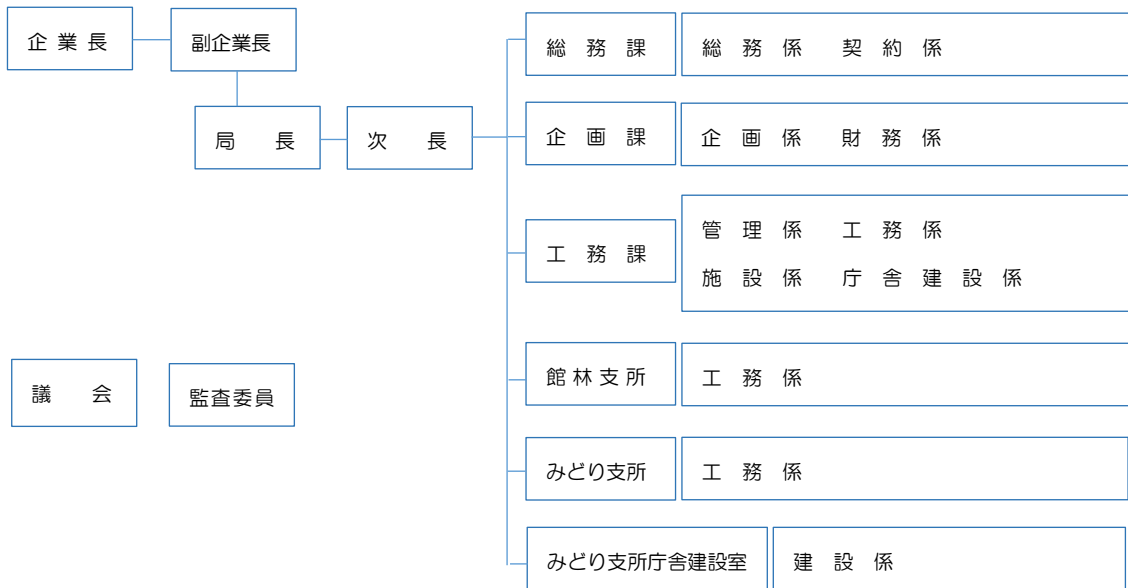 企業長
副企業長
局長
次長
総務課 総務係 契約係
企画課 企画係 財務係
工務課 管理係 工務係
施設係 庁舎建設係
館林支所 工務係
議会
監査委員
みどり支所 工務係
みどり支所庁舎建設室 建設係